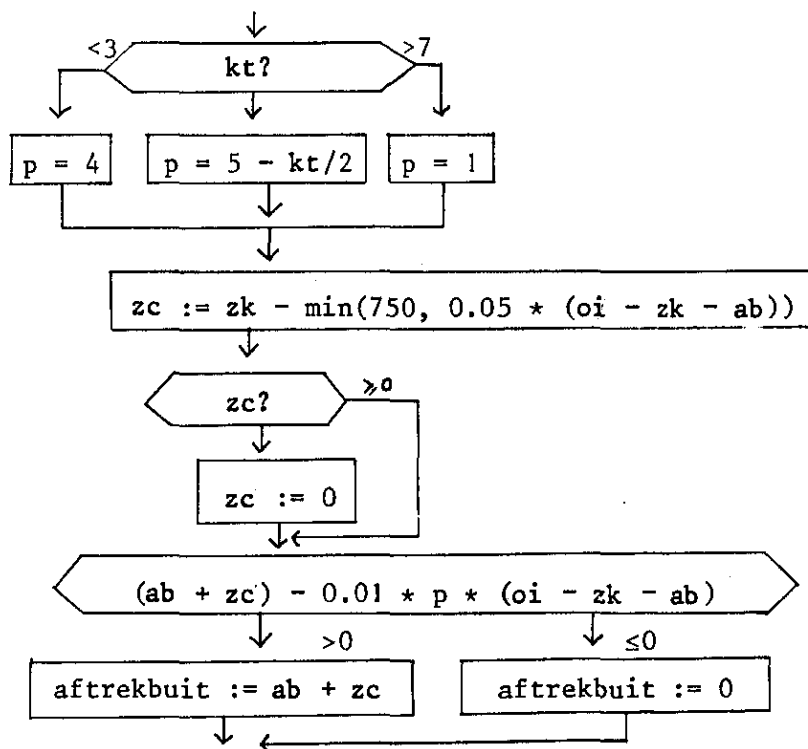 <3 >7
kt?
p = 4 p = 5 - kt/2 p = 1
zc := zk - min(750, 0.05 * (oi - zk - ab))
≥0
zc?
zc := 0
(ab + zc) - 0.01 * p * (oi - zk - ab)
>0 ≤0
aftrekbuit := ab + zc aftrekbuit := 0